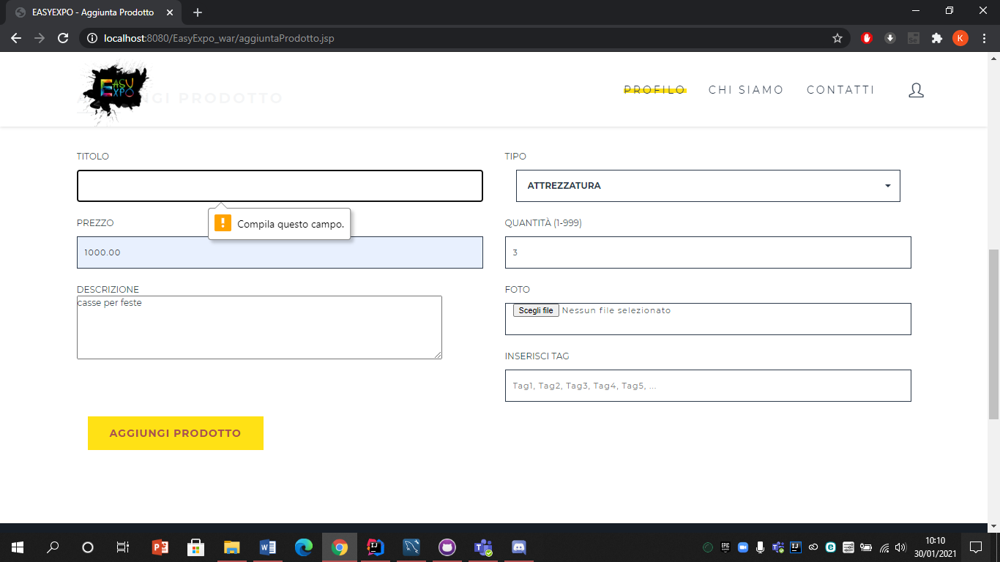 EASYEXPO - Aggiunta Prodotto
localhost:8080/EasyExpo_war/aggiuntaProdotto.jsp
K
EASY
EXPO
AGGIUNGI PRODOTTO
PROFILO
CHI SIAMO
CONTATTI
TITOLO
TIPO
ATTREZZATURA
Compila questo campo.
PREZZO
QUANTITÀ (1-999)
1000.00
3
DESCRIZIONE
casse per feste
FOTO
Scegli file Nessun file selezionato
INSERISCI TAG
Tag1, Tag2, Tag3, Tag4, Tag5, ...
AGGIUNGI PRODOTTO
10:10
30/01/2021